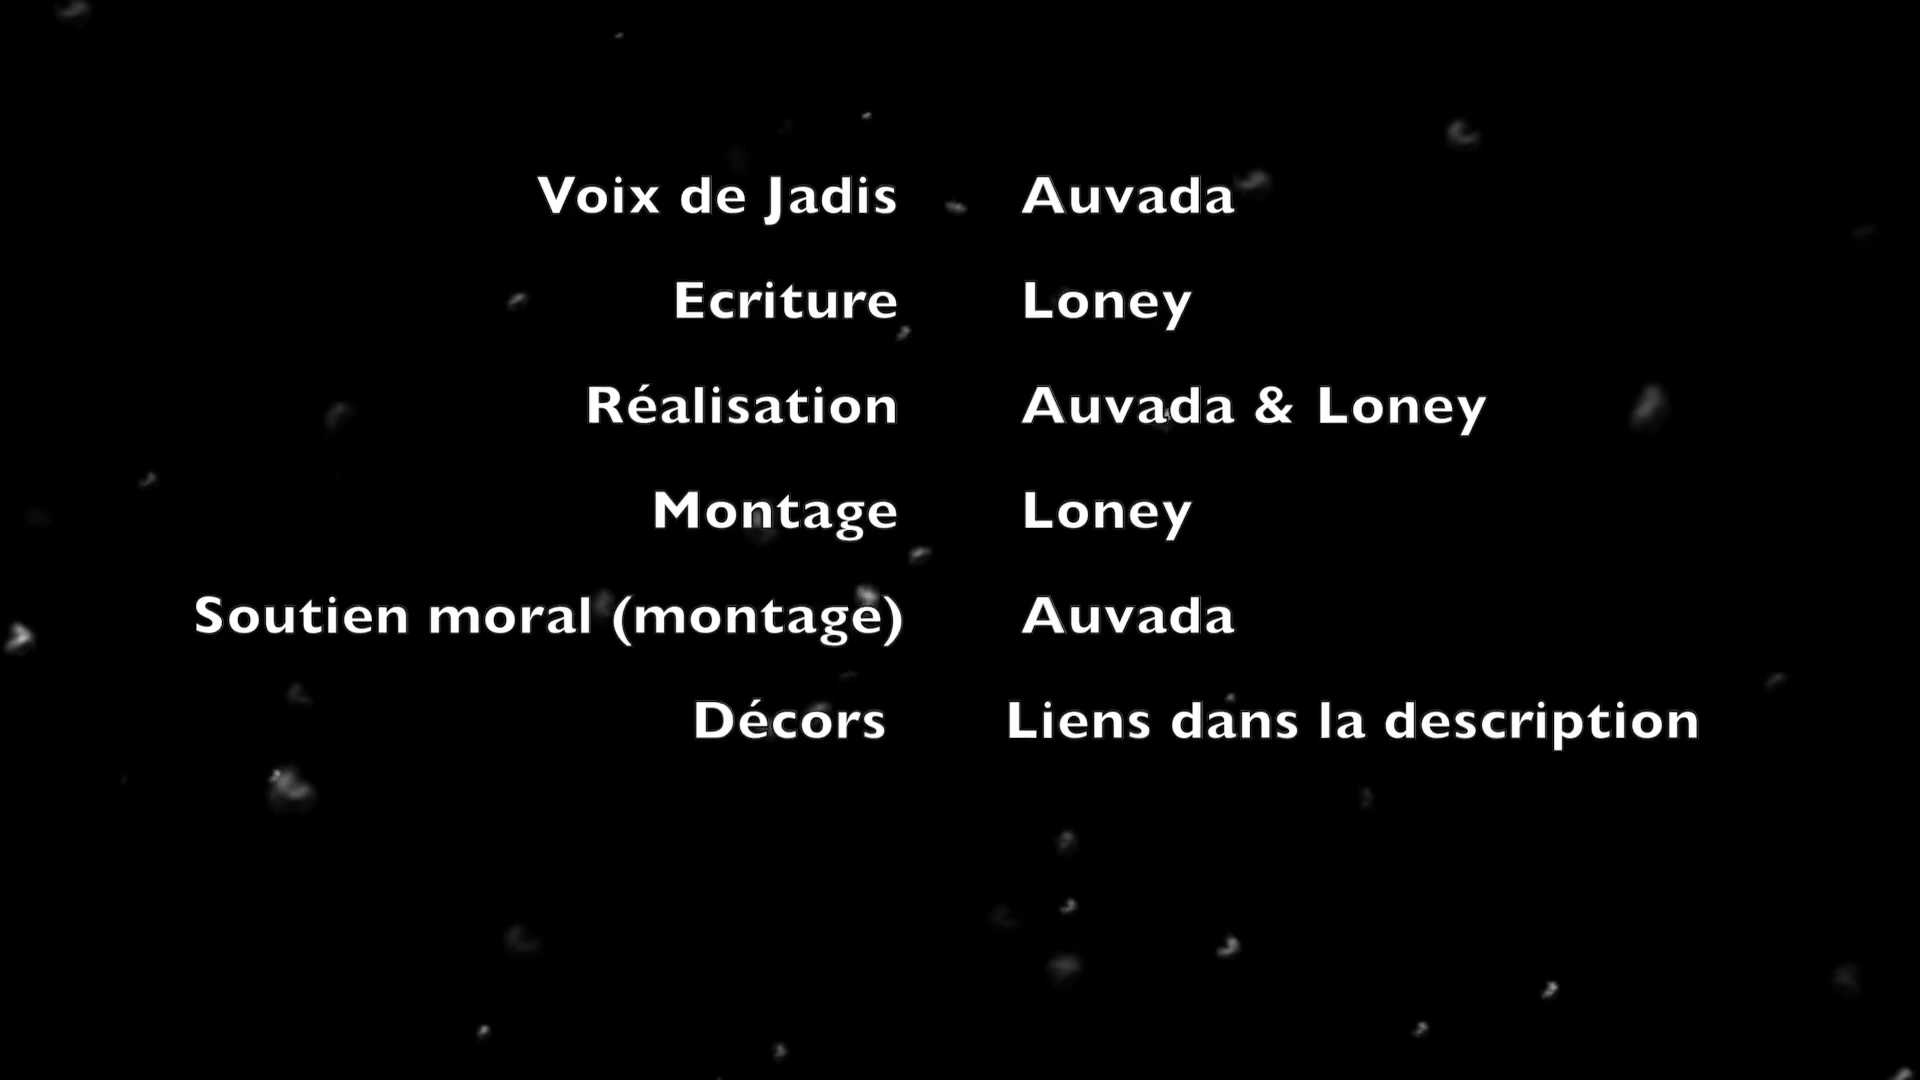 Voix de Jadis Auvada
Ecriture Loney
Réalisation Auvada & Loney
Montage Loney
Soutien moral (montage) Auvada
Décors Liens dans la description